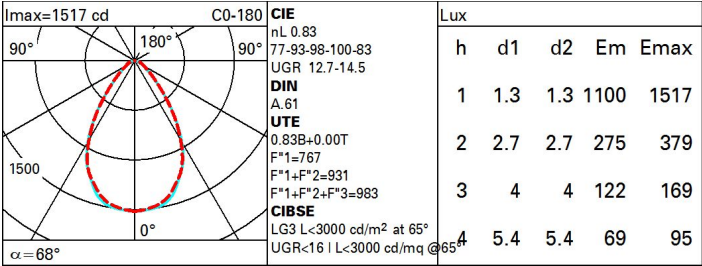 Imax=1517 cd C0-180
90° 180° 90°
1500
0°
α=68°
CIE
nL 0.83
77-93-98-100-83
UGR 12.7-14.5
DIN
A.61
UTE
0.83B+0.00T
F"1=767
F"1+F"2=931
F"1+F"2+F"3=983
CIBSE
LG3 L<3000 cd/m² at 65°
UGR<16 | L<3000 cd/mq @65°
Lux
h d1 d2 Em Emax
1 1.3 1.3 1100 1517
2 2.7 2.7 275 379
3 4 4 122 169
4 5.4 5.4 69 95